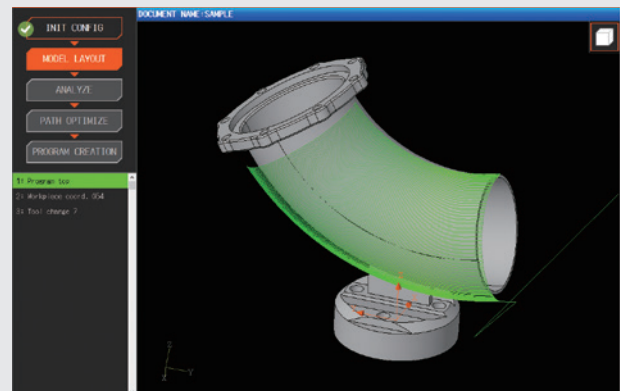 DOCUMENT NAME:SAMPLE
INIT CONFIG
MODEL LAYOUT
ANALYZE
PATH OPTIMIZE
PROGRAM CREATION
1: Program top
2: Workpiece coord. G54
3: Tool change 7